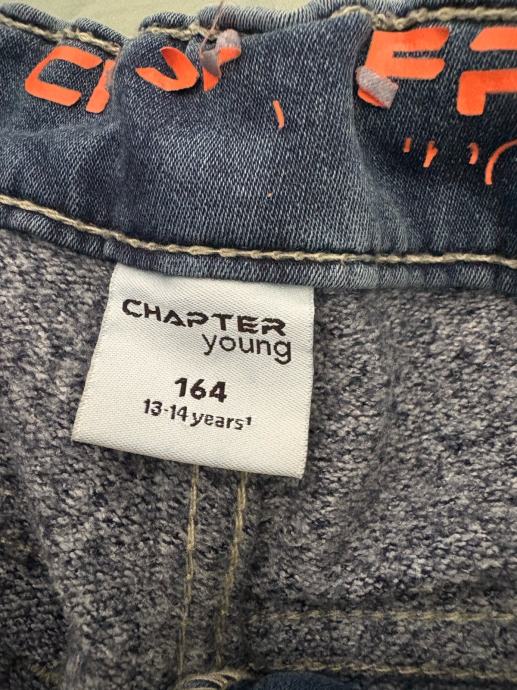 CHAPTER
young
164
13-14 years¹